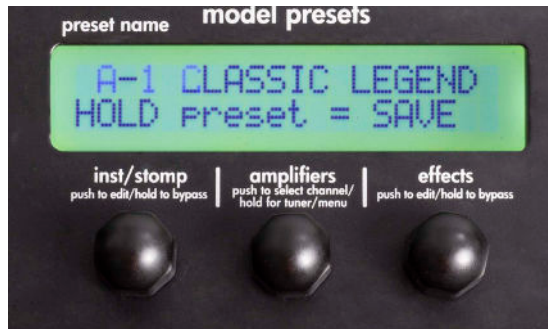 model presets
preset name
A-1 CLASSIC LEGEND
HOLD preset = SAVE
inst/stomp
push to edit/hold to bypass
amplifiers
push to select channel/
hold for tuner/menu
effects
push to edit/hold to bypass